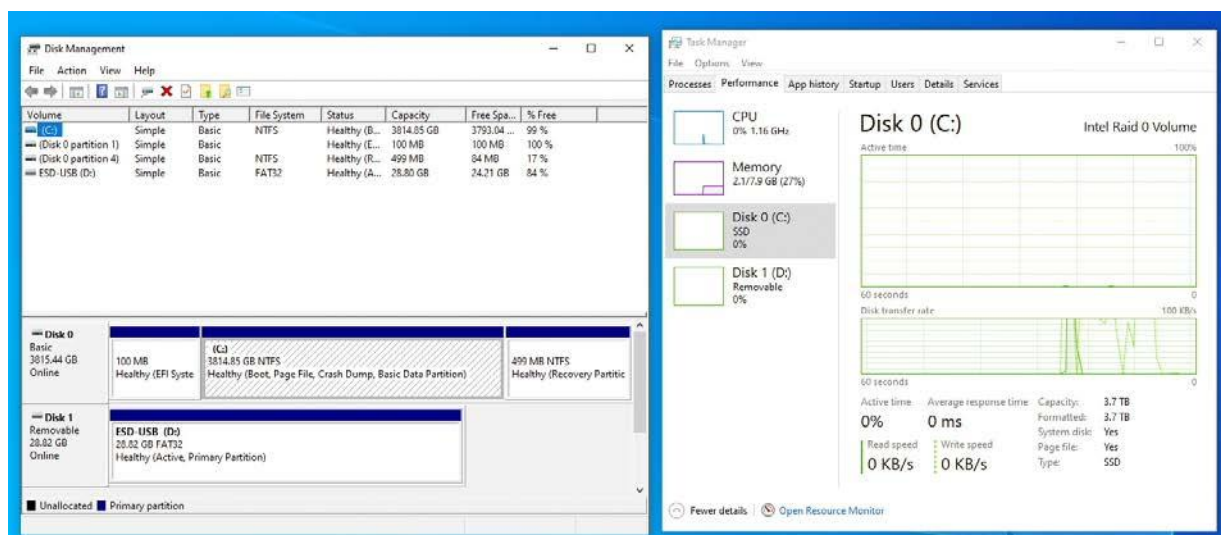 Disk Management
File Action View Help
Volume Layout Type File System Status Capacity Free Spa... % Free
(C:) Simple Basic NTFS Healthy (B... 3814.85 GB 3793.04 ... 99 %
(Disk 0 partition 1) Simple Basic Healthy (E... 100 MB 100 MB 100 %
(Disk 0 partition 4) Simple Basic NTFS Healthy (R... 499 MB 84 MB 17 %
ESD-USB (D:) Simple Basic FAT32 Healthy (A... 28.80 GB 24.21 GB 84 %
Disk 0
Basic
3815.44 GB
Online
100 MB
Healthy (EFI Syste
(C:)
3814.85 GB NTFS
Healthy (Boot, Page File, Crash Dump, Basic Data Partition)
499 MB NTFS
Healthy (Recovery Partitic
Disk 1
Removable
28.82 GB
Online
ESD-USB (D:)
28.82 GB FAT32
Healthy (Active, Primary Partition)
Unallocated Primary partition
Task Manager
File Options View
Processes Performance App history Startup Users Details Services
CPU
0% 1.16 GHz
Memory
2.1/7.9 GB (27%)
Disk 0 (C:)
SSD
0%
Disk 1 (D:)
Removable
0%
Disk 0 (C:) Intel Raid 0 Volume
Active time 100%
60 seconds 0
Disk transfer rate 100 KB/s
60 seconds 0
Active time Average response time
0% 0 ms
Read speed Write speed
0 KB/s 0 KB/s
Capacity: 3.7 TB
Formatted: 3.7 TB
System disk: Yes
Page file: Yes
Type: SSD
Fewer details Open Resource Monitor